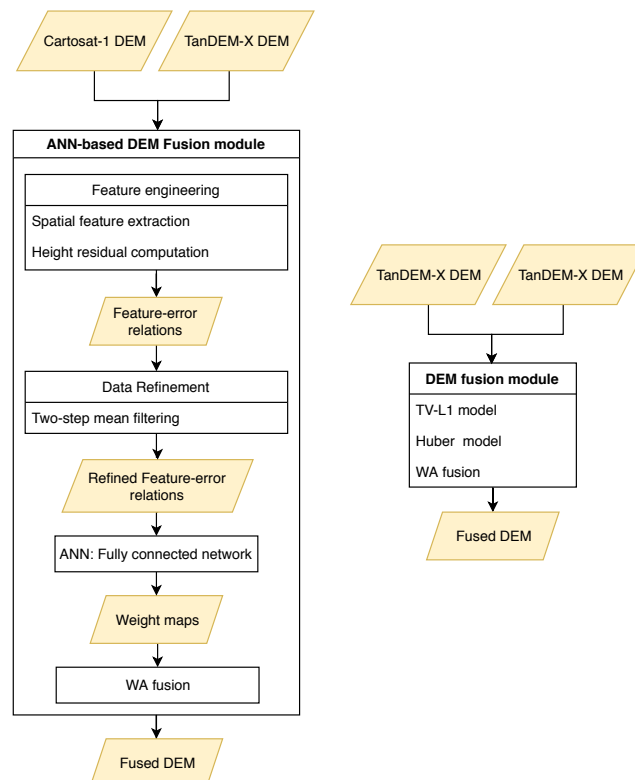 Cartosat-1 DEM
TanDEM-X DEM
ANN-based DEM Fusion module
Feature engineering
Spatial feature extraction
Height residual computation
Feature-error
relations
Data Refinement
Two-step mean filtering
Refined Feature-error
relations
ANN: Fully connected network
Weight maps
WA fusion
Fused DEM
TanDEM-X DEM
TanDEM-X DEM
DEM fusion module
TV-L1 model
Huber model
WA fusion
Fused DEM